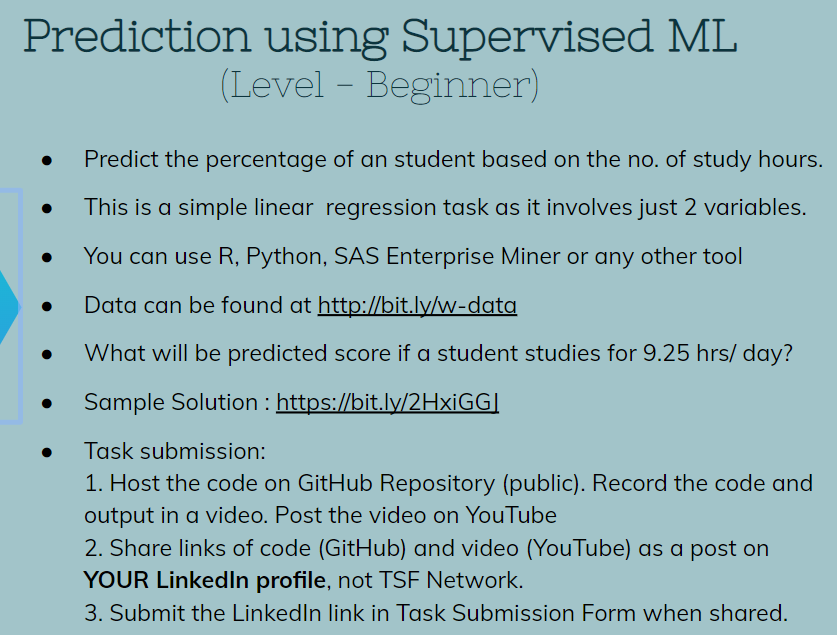 Prediction using Supervised ML
(Level - Beginner)
● Predict the percentage of an student based on the no. of study hours.
● This is a simple linear regression task as it involves just 2 variables.
● You can use R, Python, SAS Enterprise Miner or any other tool
● Data can be found at http://bit.ly/w-data
● What will be predicted score if a student studies for 9.25 hrs/ day?
● Sample Solution : https://bit.ly/2HxiGGJ
● Task submission:
1. Host the code on GitHub Repository (public). Record the code and
output in a video. Post the video on YouTube
2. Share links of code (GitHub) and video (YouTube) as a post on
YOUR LinkedIn profile, not TSF Network.
3. Submit the LinkedIn link in Task Submission Form when shared.